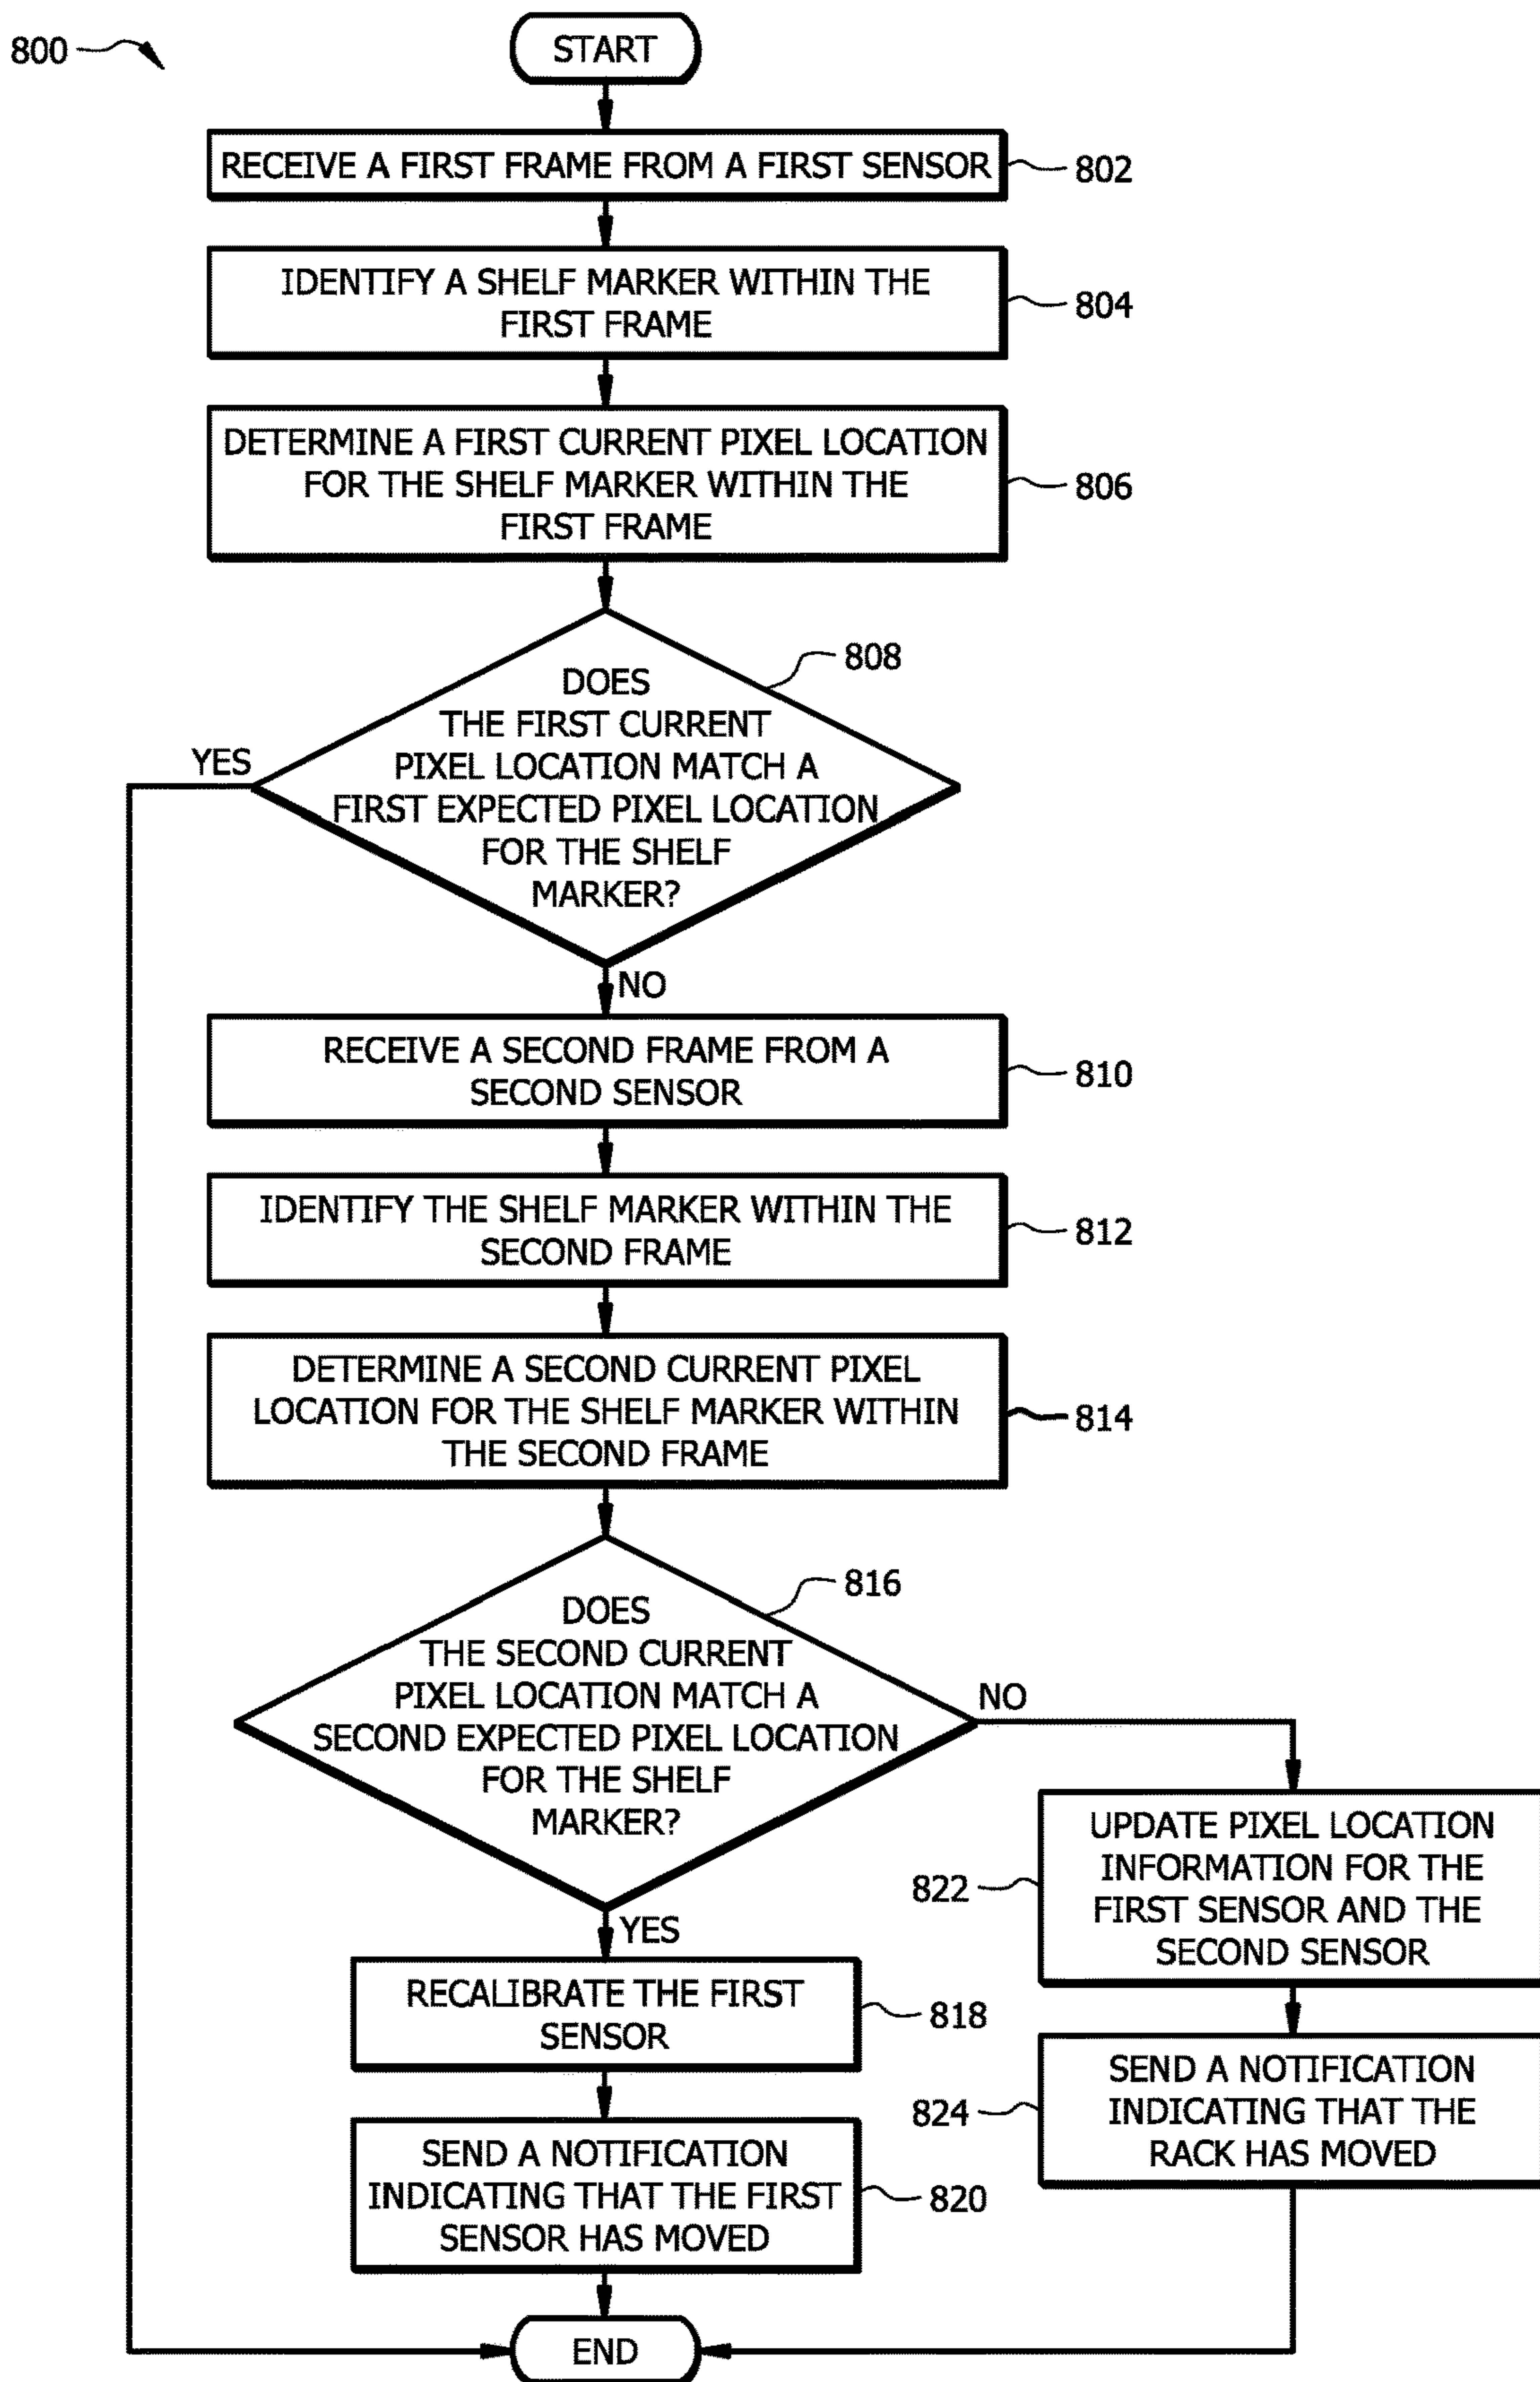 800
START
RECEIVE A FIRST FRAME FROM A FIRST SENSOR
802
IDENTIFY A SHELF MARKER WITHIN THE
FIRST FRAME
804
DETERMINE A FIRST CURRENT PIXEL LOCATION
FOR THE SHELF MARKER WITHIN THE
FIRST FRAME
806
808
DOES
THE FIRST CURRENT
PIXEL LOCATION MATCH A
FIRST EXPECTED PIXEL LOCATION
FOR THE SHELF
MARKER?
YES
NO
RECEIVE A SECOND FRAME FROM A
SECOND SENSOR
810
IDENTIFY THE SHELF MARKER WITHIN THE
SECOND FRAME
812
DETERMINE A SECOND CURRENT PIXEL
LOCATION FOR THE SHELF MARKER WITHIN
THE SECOND FRAME
814
816
DOES
THE SECOND CURRENT
PIXEL LOCATION MATCH A
SECOND EXPECTED PIXEL LOCATION
FOR THE SHELF
MARKER?
NO
YES
UPDATE PIXEL LOCATION
INFORMATION FOR THE
FIRST SENSOR AND THE
SECOND SENSOR
822
RECALIBRATE THE FIRST
SENSOR
818
SEND A NOTIFICATION
INDICATING THAT THE
RACK HAS MOVED
824
SEND A NOTIFICATION
INDICATING THAT THE FIRST
SENSOR HAS MOVED
820
END